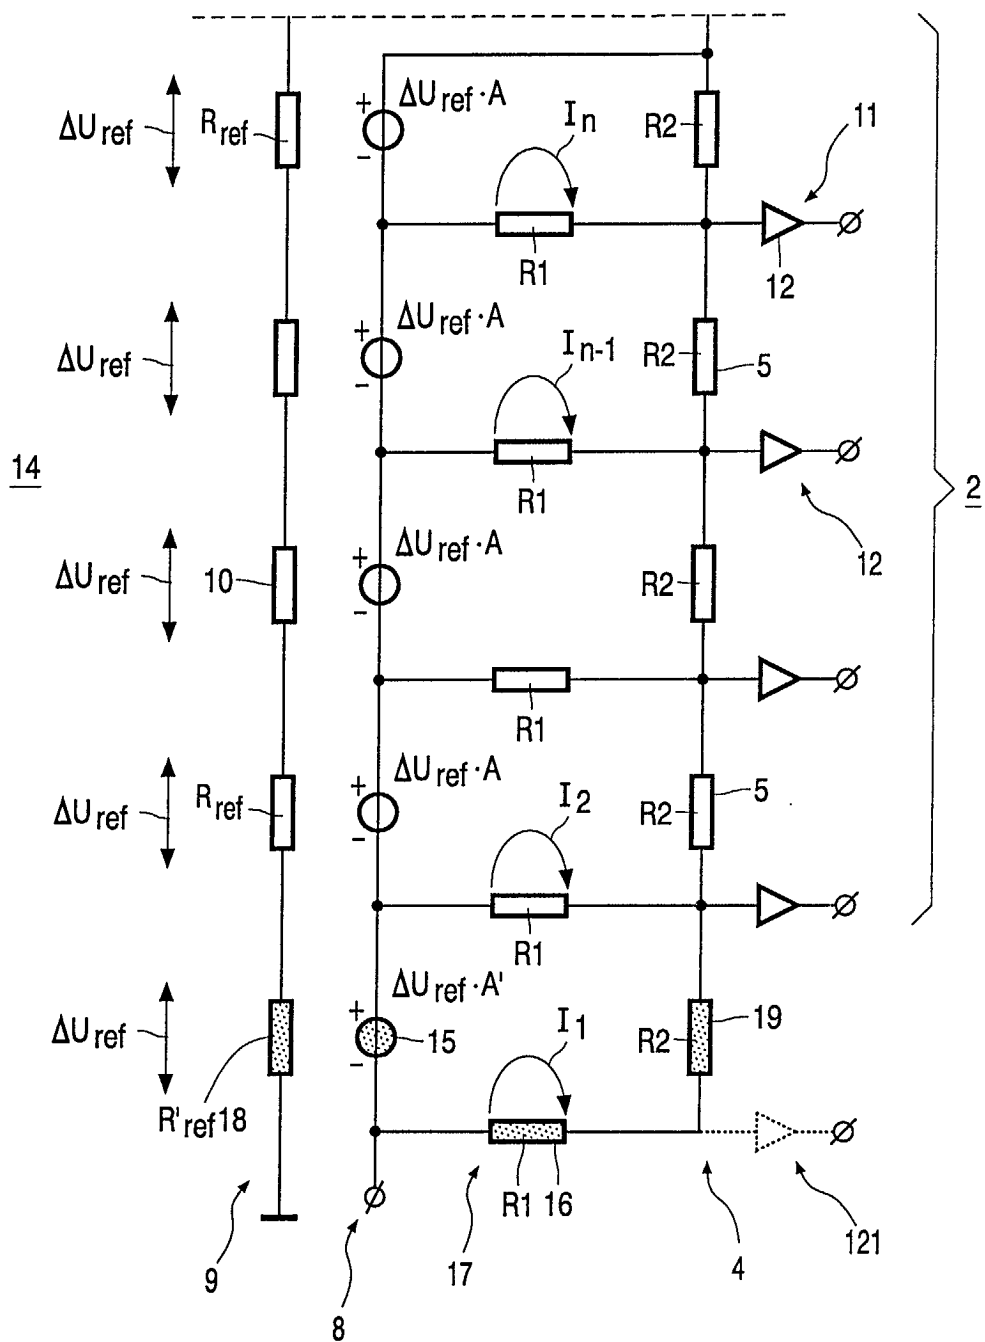 ΔUref
Rref
ΔUref·A
+
−
In
R1
R2
11
12
ΔUref
ΔUref·A
+
−
In-1
R1
R2
5
14
2
12
ΔUref
10
ΔUref·A
+
−
R1
R2
ΔUref
Rref
ΔUref·A
+
−
I2
R1
R2
5
ΔUref
R'ref 18
ΔUref·A'
+
−
15
I1
R1 16
R2
19
9
8
17
4
121